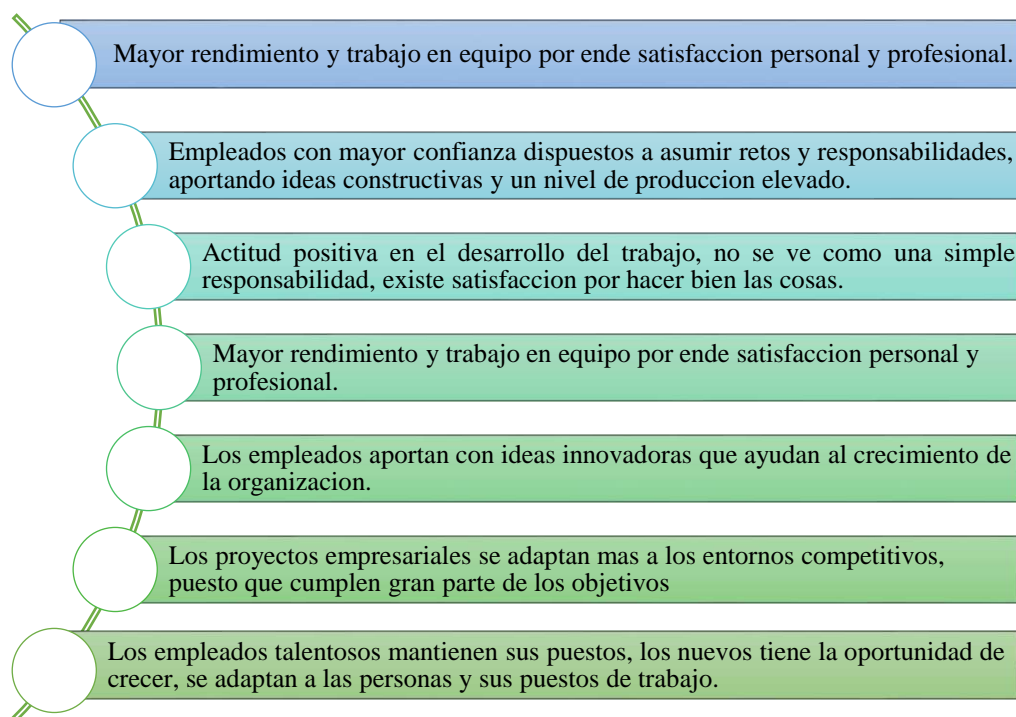 Mayor rendimiento y trabajo en equipo por ende satisfaccion personal y profesional.
Empleados con mayor confianza dispuestos a asumir retos y responsabilidades,
aportando ideas constructivas y un nivel de produccion elevado.
Actitud positiva en el desarrollo del trabajo, no se ve como una simple
responsabilidad, existe satisfaccion por hacer bien las cosas.
Mayor rendimiento y trabajo en equipo por ende satisfaccion personal y
profesional.
Los empleados aportan con ideas innovadoras que ayudan al crecimiento de
la organizacion.
Los proyectos empresariales se adaptan mas a los entornos competitivos,
puesto que cumplen gran parte de los objetivos
Los empleados talentosos mantienen sus puestos, los nuevos tiene la oportunidad de
crecer, se adaptan a las personas y sus puestos de trabajo.